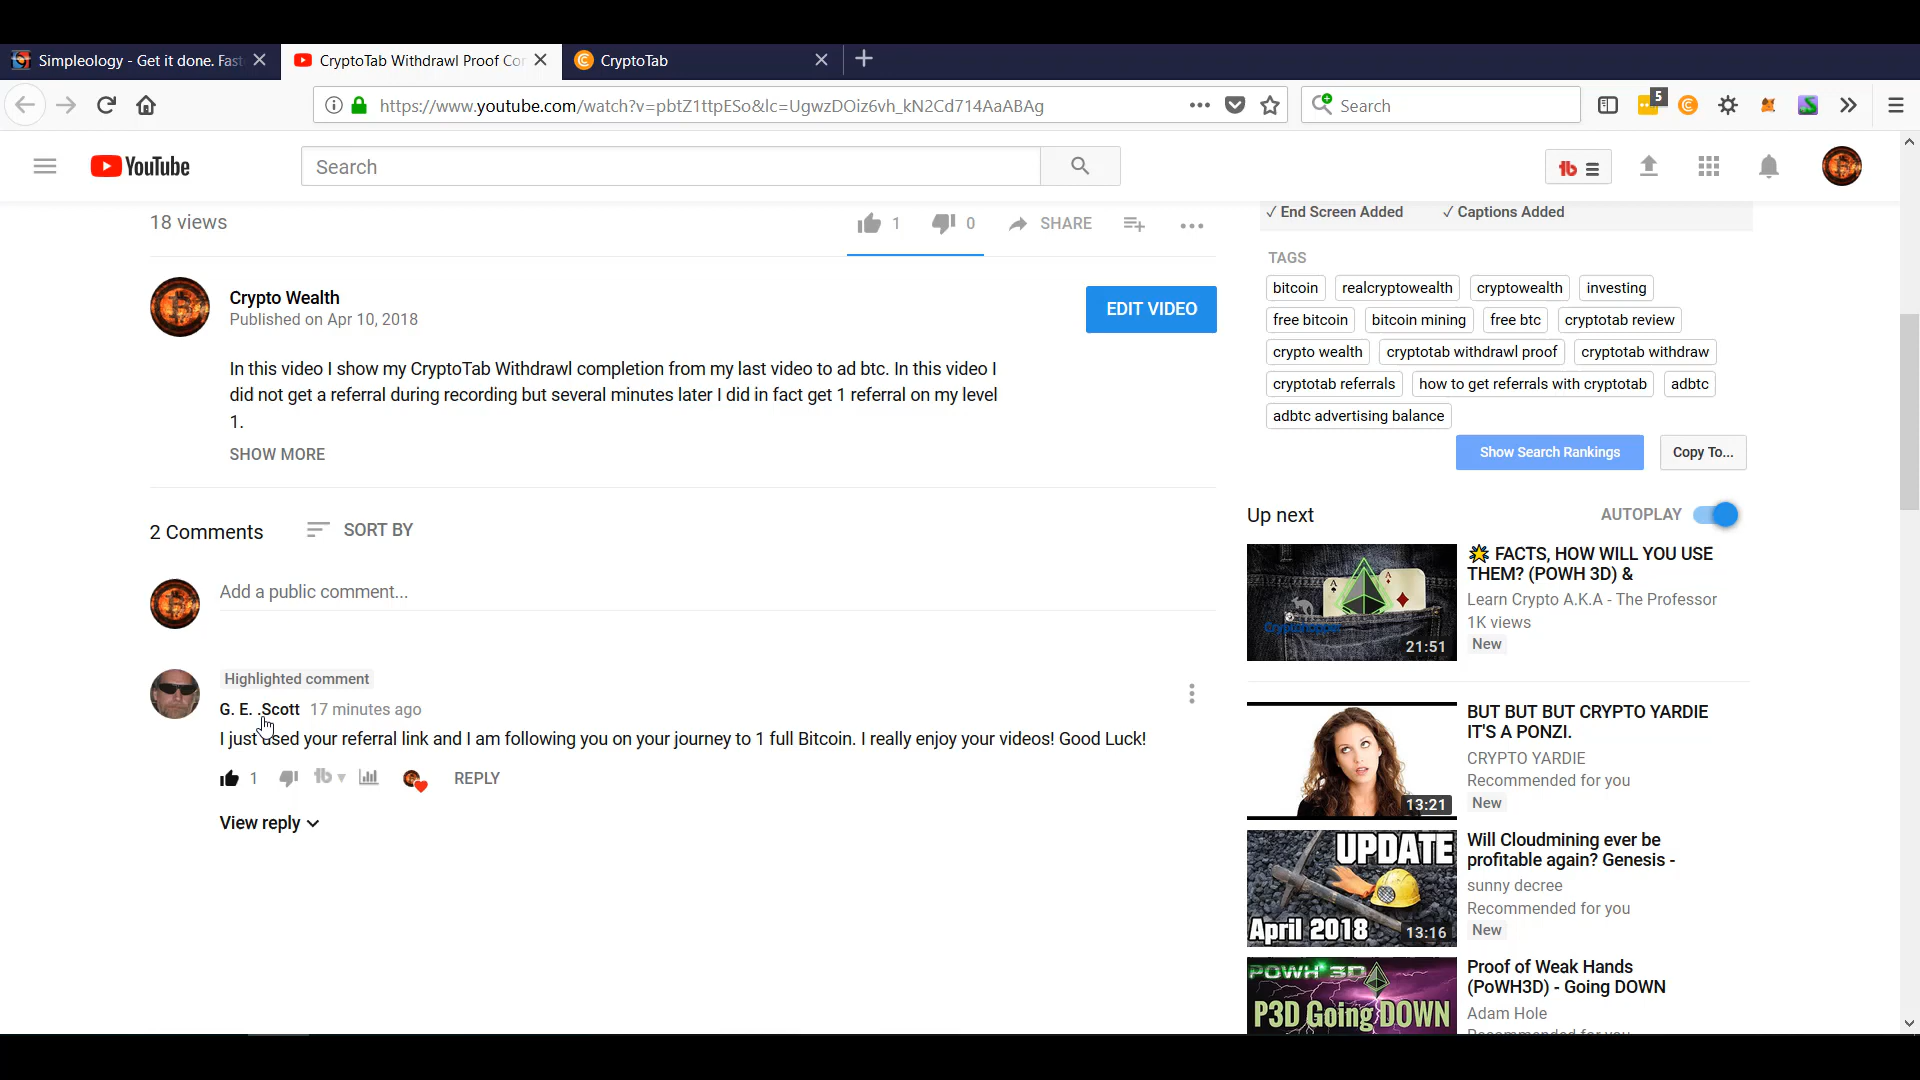 Simpleology - Get it done. Fas
CryptoTab Withdrawl Proof Co
CryptoTab
https://www.youtube.com/watch?v=pbtZ1ttpESo&lc=UgwzDOiz6vh_kN2Cd714AaABAg
Search
5
YouTube
Search
18 views
1
0
SHARE
Crypto Wealth
Published on Apr 10, 2018
EDIT VIDEO
In this video I show my CryptoTab Withdrawl completion from my last video to ad btc. In this video I
did not get a referral during recording but several minutes later I did in fact get 1 referral on my level
1.
SHOW MORE
2 Comments
SORT BY
Add a public comment...
Highlighted comment
G. E. .Scott 17 minutes ago
I just used your referral link and I am following you on your journey to 1 full Bitcoin. I really enjoy your videos! Good Luck!
1
REPLY
View reply
✓ End Screen Added ✓ Captions Added
TAGS
bitcoin realcryptowealth cryptowealth investing
free bitcoin bitcoin mining free btc cryptotab review
crypto wealth cryptotab withdrawl proof cryptotab withdraw
cryptotab referrals how to get referrals with cryptotab adbtc
adbtc advertising balance
Show Search Rankings Copy To...
Up next
AUTOPLAY
21:51
FACTS, HOW WILL YOU USE
THEM? (POWH 3D) &
Learn Crypto A.K.A - The Professor
1K views
New
13:21
BUT BUT BUT CRYPTO YARDIE
IT'S A PONZI.
CRYPTO YARDIE
Recommended for you
New
UPDATE
April 2018
13:16
Will Cloudmining ever be
profitable again? Genesis -
sunny decree
Recommended for you
New
POWH 3D
P3D Going DOWN
Proof of Weak Hands
(PoWH3D) - Going DOWN
Adam Hole